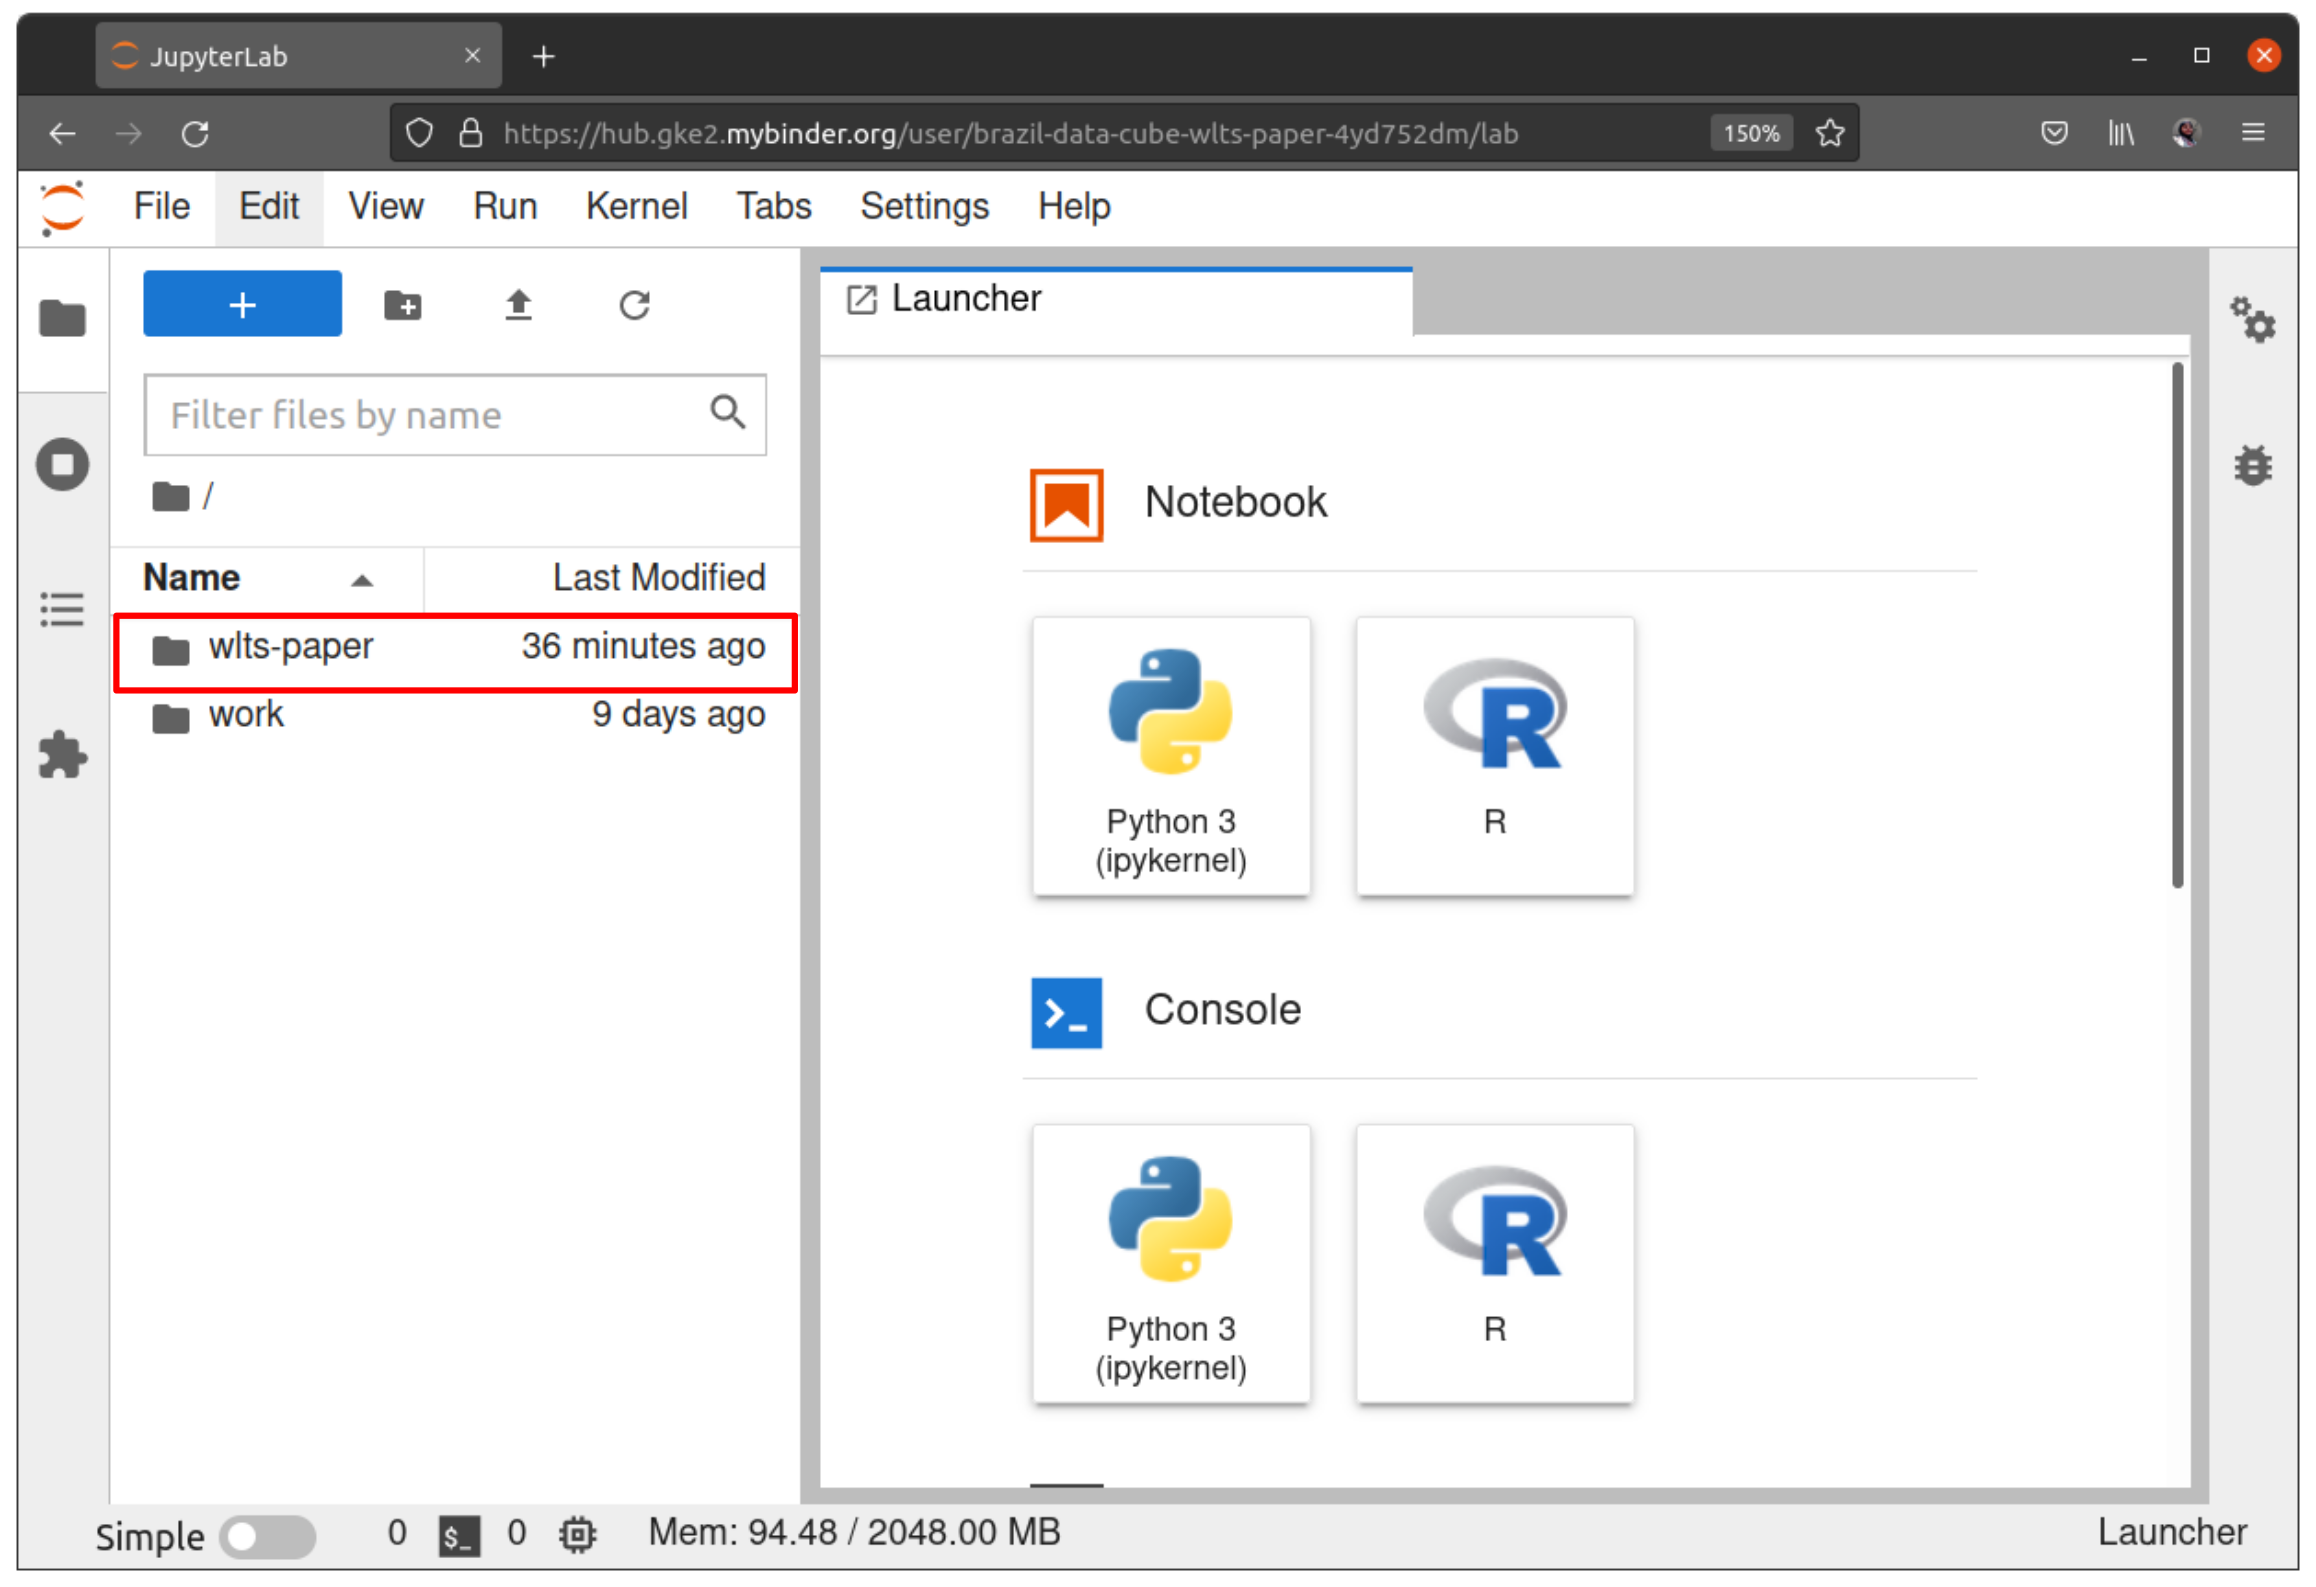 JupyterLab
https://hub.gke2.mybinder.org/user/brazil-data-cube-wlts-paper-4yd752dm/lab 150%
File Edit View Run Kernel Tabs Settings Help
Launcher
Filter files by name
/
Name Last Modified
wlts-paper 36 minutes ago
work 9 days ago
Notebook
Python 3
(ipykernel)
R
Console
Python 3
(ipykernel)
R
Simple 0 $_ 0 Mem: 94.48 / 2048.00 MB Launcher